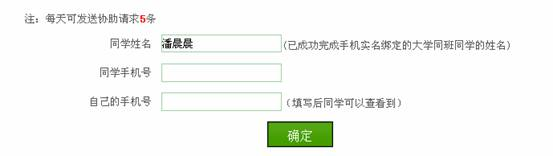 注：每天可发送协助请求5条
同学姓名 潘晨晨 (已成功完成手机实名绑定的大学同班同学的姓名)
同学手机号
自己的手机号 （填写后同学可以查看到）
确定